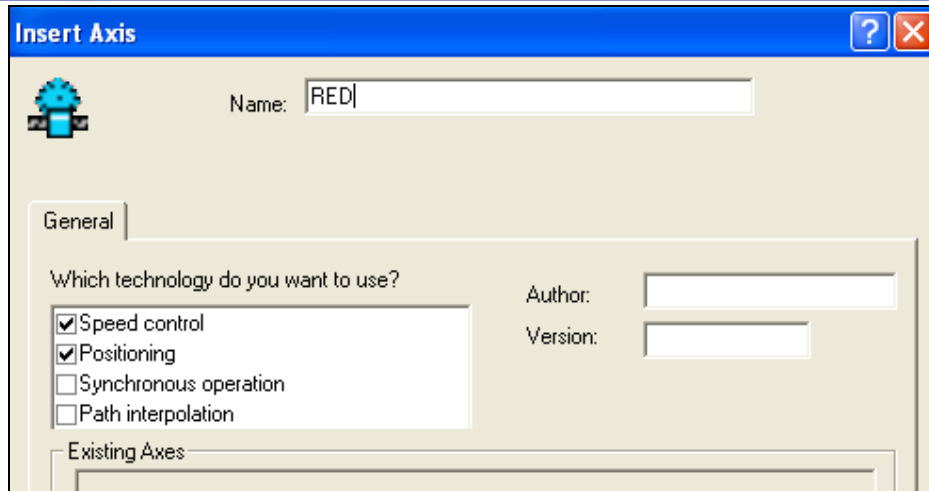 Insert Axis
Name: RED
General
Which technology do you want to use?
Speed control
Positioning
Synchronous operation
Path interpolation
Author:
Version:
Existing Axes